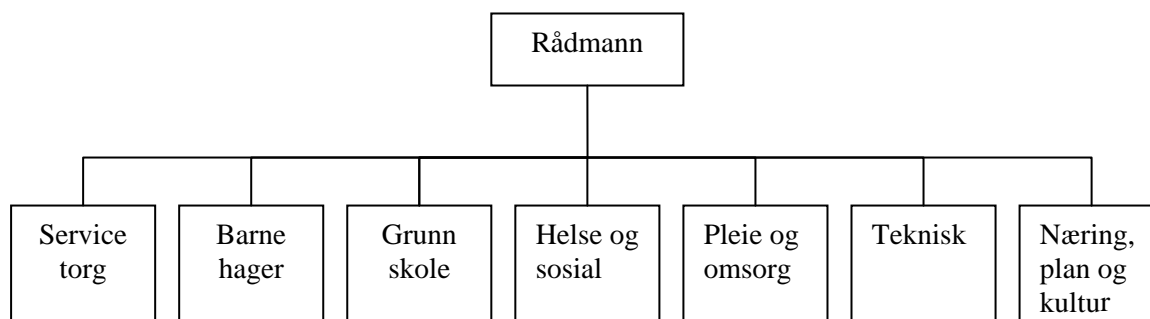 Rådmann
Service
torg
Barne
hager
Grunn
skole
Helse og
sosial
Pleie og
omsorg
Teknisk
Næring,
plan og
kultur